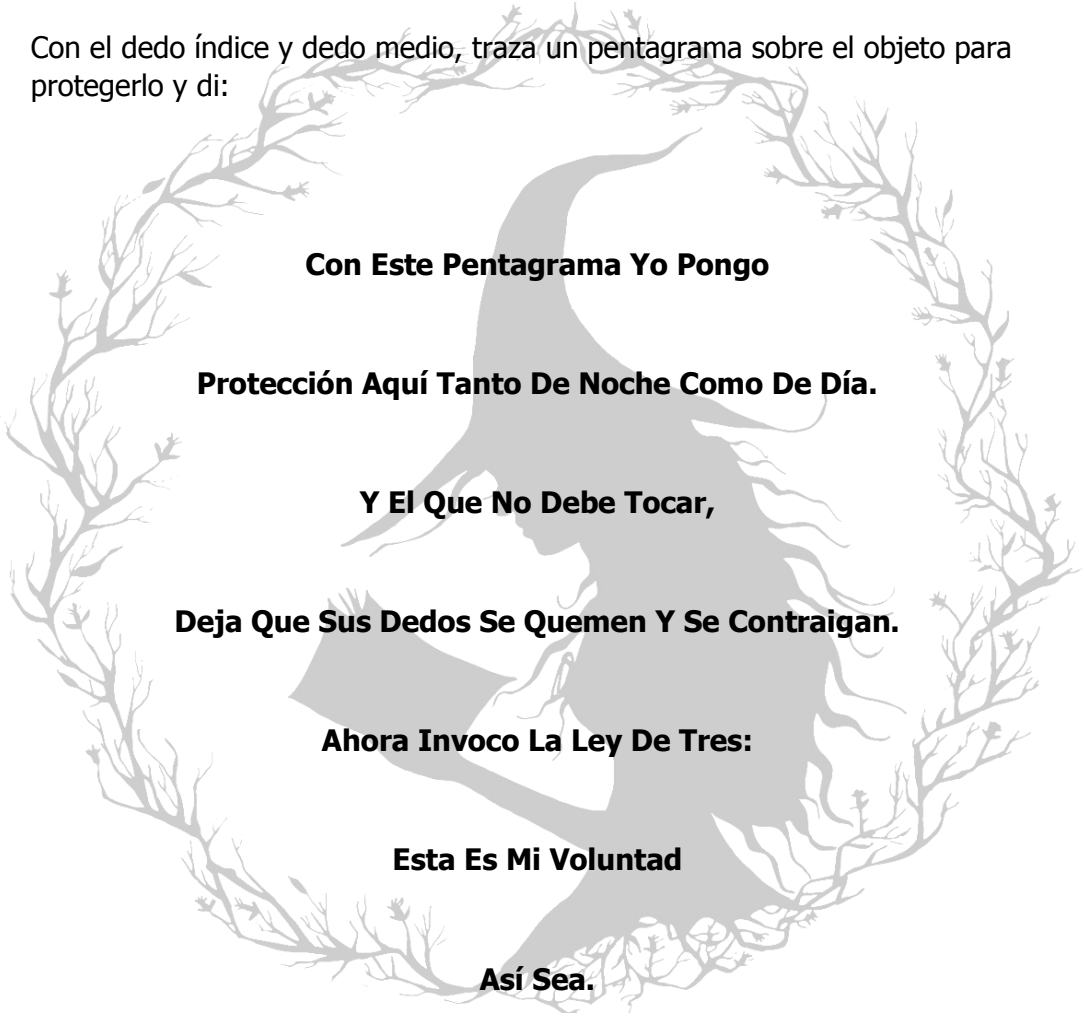 Con el dedo índice y dedo medio, traza un pentagrama sobre el objeto para
protegerlo y di:
Con Este Pentagrama Yo Pongo
Protección Aquí Tanto De Noche Como De Día.
Y El Que No Debe Tocar,
Deja Que Sus Dedos Se Quemen Y Se Contraigan.
Ahora Invoco La Ley De Tres:
Esta Es Mi Voluntad
Así Sea.